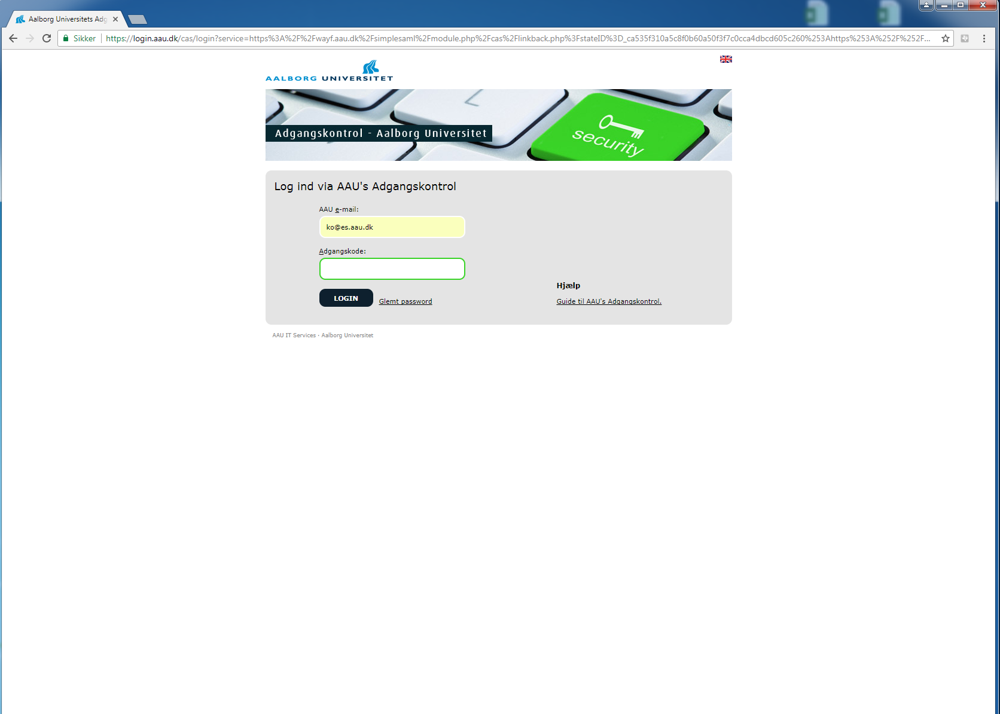 Aalborg Universitets Adg
Sikker
https://login.aau.dk/cas/login?service=https%3A%2F%2Fwayf.aau.dk%2Fsimplesaml%2Fmodule.php%2Fcas%2Flinkback.php%3FstateID%3D_ca535f310a5c8f0b60a50f3f7c0cca4dbcd605c260%253Ahttps%253A%252F%252F...
AALBORG UNIVERSITET
Adgangskontrol - Aalborg Universitet
security
Log ind via AAU's Adgangskontrol
AAU e-mail:
ko@es.aau.dk
Adgangskode:
Hjælp
LOGIN Glemt password
Guide til AAU's Adgangskontrol.
AAU IT Services · Aalborg Universitet